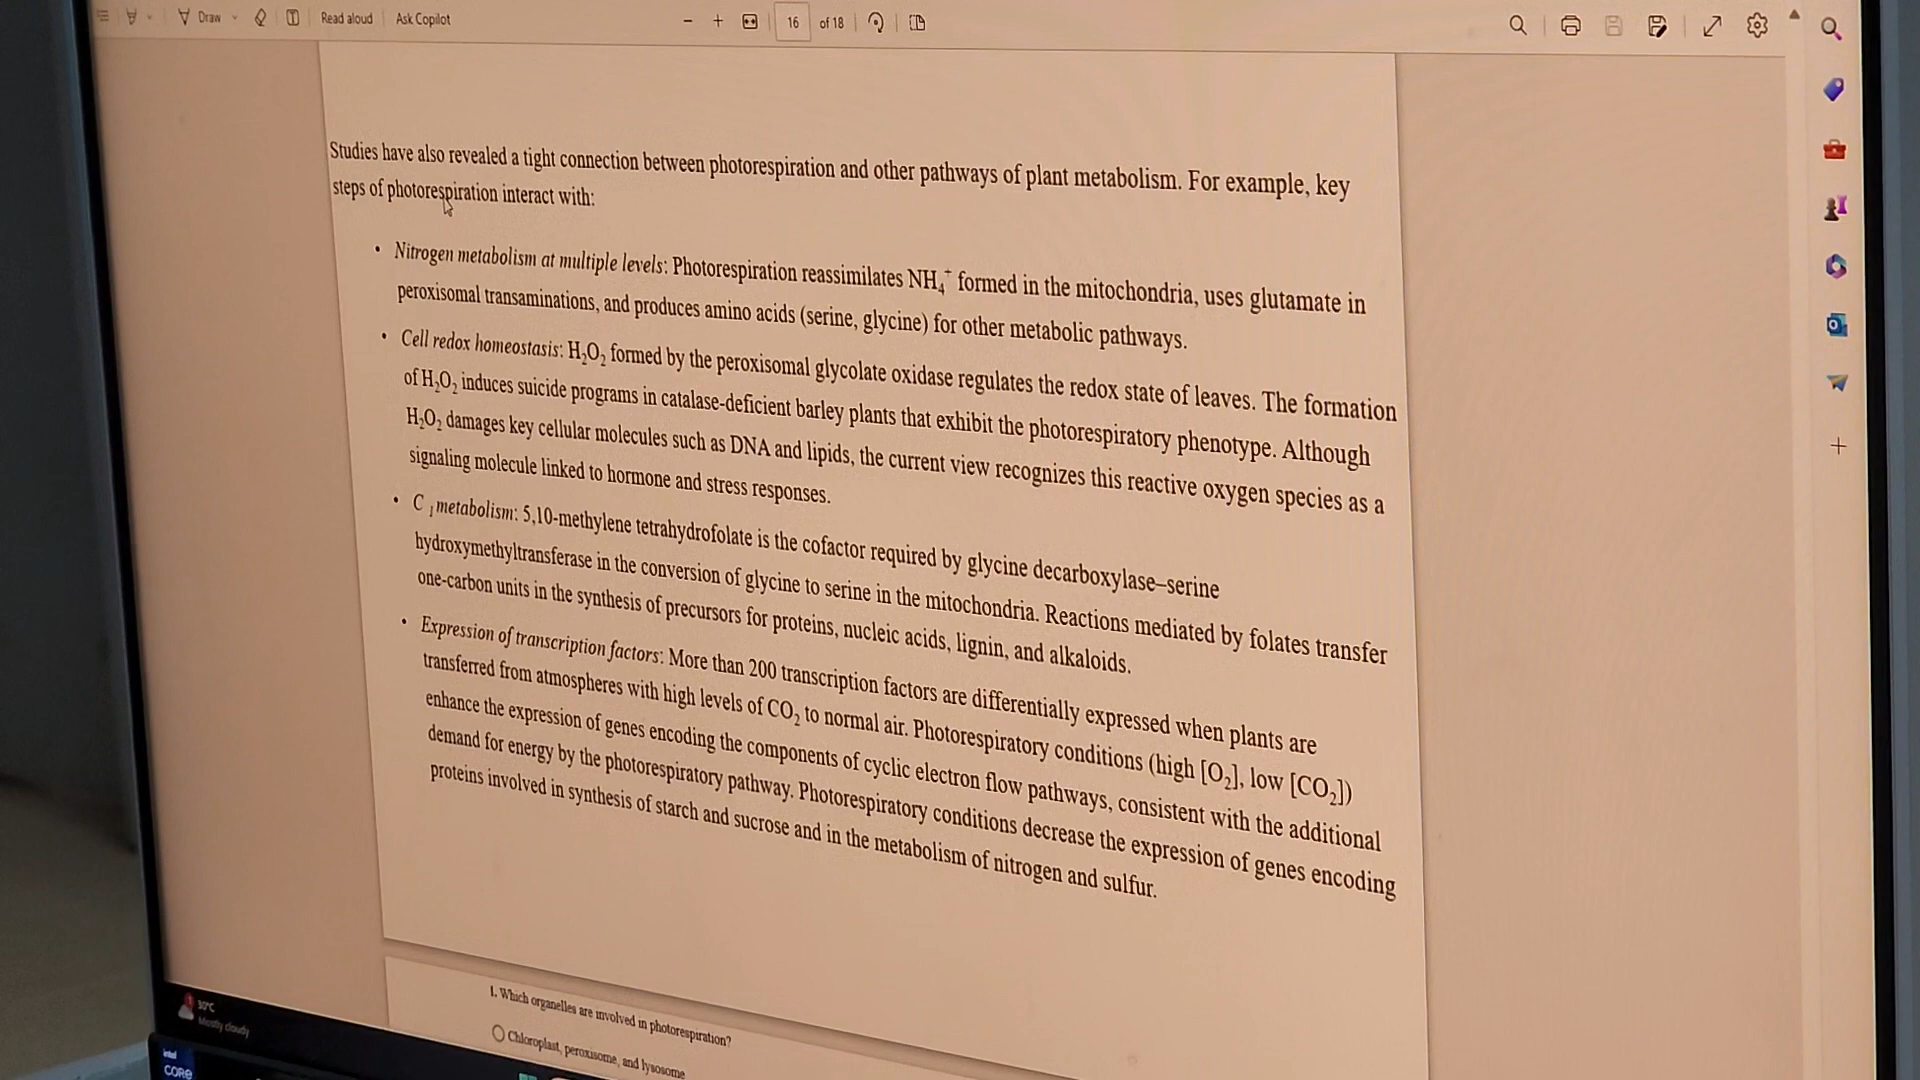 Draw
Read aloud
Ask Copilot
16
of 18
Studies have also revealed a tight connection between photorespiration and other pathways of plant metabolism. For example, key
steps of photorespiration interact with:
• Nitrogen metabolism at multiple levels: Photorespiration reassimilates NH₄⁺ formed in the mitochondria, uses glutamate in
peroxisomal transaminations, and produces amino acids (serine, glycine) for other metabolic pathways.
• Cell redox homeostasis: H₂O₂ formed by the peroxisomal glycolate oxidase regulates the redox state of leaves. The formation
of H₂O₂ induces suicide programs in catalase-deficient barley plants that exhibit the photorespiratory phenotype. Although
H₂O₂ damages key cellular molecules such as DNA and lipids, the current view recognizes this reactive oxygen species as a
signaling molecule linked to hormone and stress responses.
• C ₁ metabolism: 5,10-methylene tetrahydrofolate is the cofactor required by glycine decarboxylase–serine
hydroxymethyltransferase in the conversion of glycine to serine in the mitochondria. Reactions mediated by folates transfer
one-carbon units in the synthesis of precursors for proteins, nucleic acids, lignin, and alkaloids.
• Expression of transcription factors: More than 200 transcription factors are differentially expressed when plants are
transferred from atmospheres with high levels of CO₂ to normal air. Photorespiratory conditions (high [O₂], low [CO₂])
enhance the expression of genes encoding the components of cyclic electron flow pathways, consistent with the additional
demand for energy by the photorespiratory pathway. Photorespiratory conditions decrease the expression of genes encoding
proteins involved in synthesis of starch and sucrose and in the metabolism of nitrogen and sulfur.
1. Which organelles are involved in photorespiration?
Chloroplast, peroxisome, and lysosome
30°C
Mostly cloudy
intel
CORE